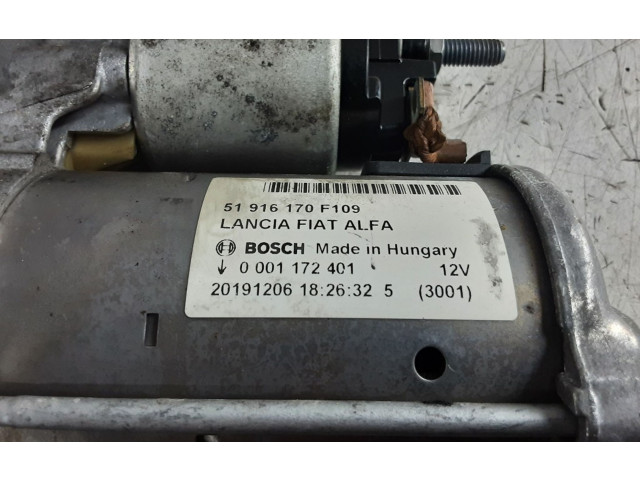 51 916 170 F109
LANCIA FIAT ALFA
BOSCH Made in Hungary
↓ 0 001 172 401 12V
20191206 18:26:32 5 (3001)